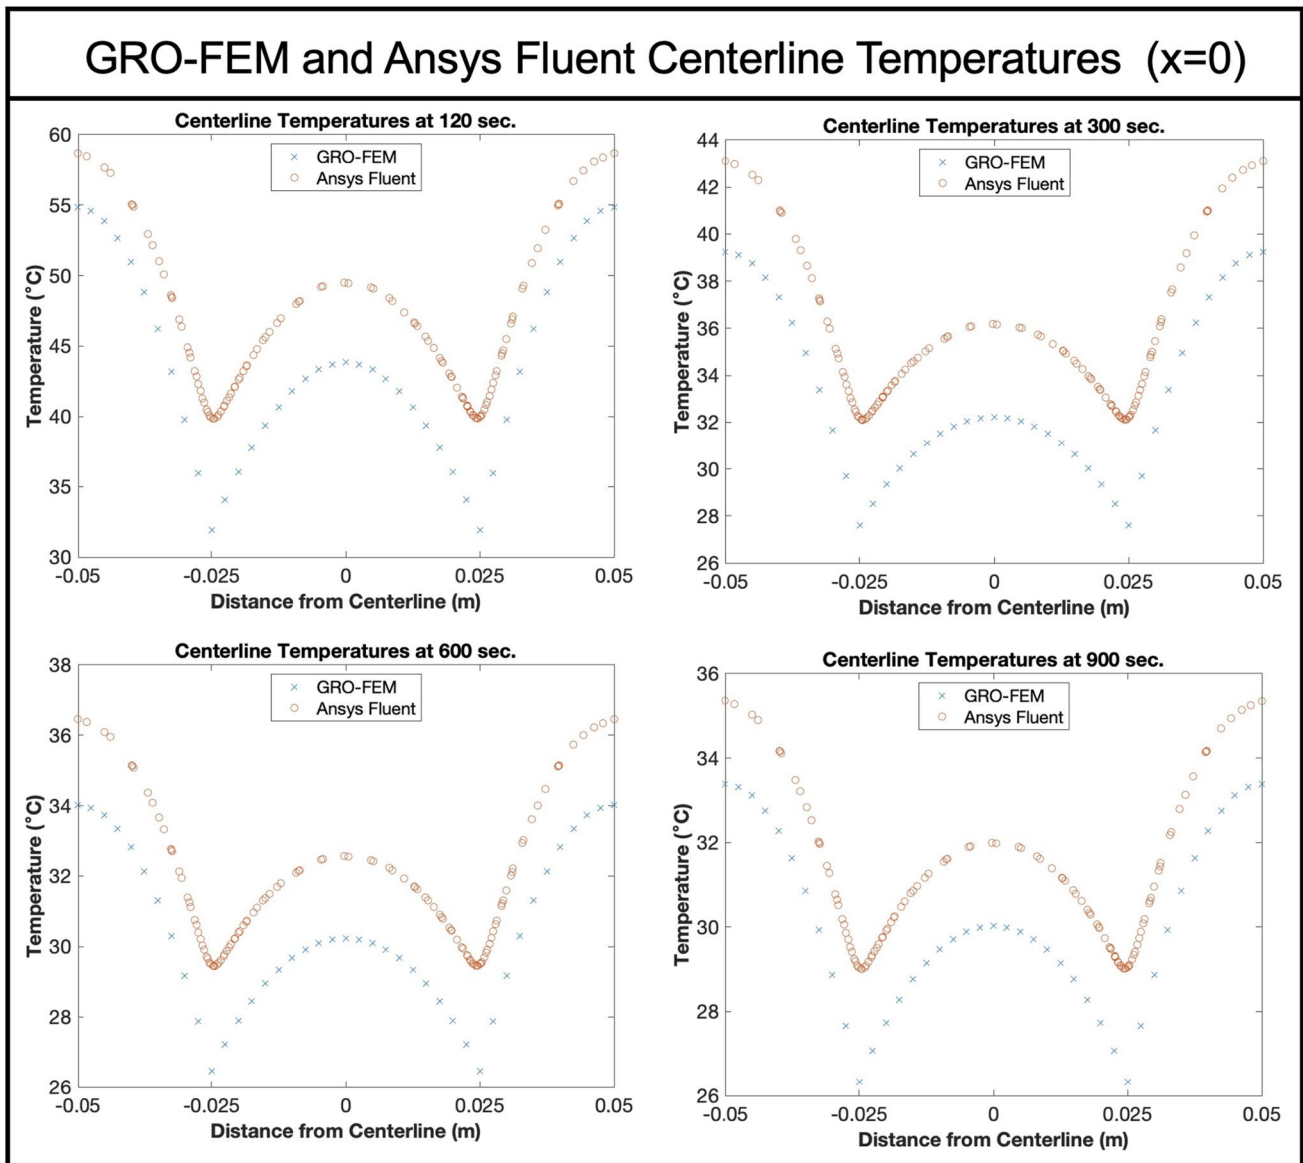 GRO-FEM and Ansys Fluent Centerline Temperatures (x=0)
Centerline Temperatures at 120 sec.
GRO-FEM
Ansys Fluent
60
55
50
45
40
35
30
Temperature (°C)
-0.05 -0.025 0 0.025 0.05
Distance from Centerline (m)
Centerline Temperatures at 300 sec.
GRO-FEM
Ansys Fluent
44
42
40
38
36
34
32
30
28
26
Temperature (°C)
-0.05 -0.025 0 0.025 0.05
Distance from Centerline (m)
Centerline Temperatures at 600 sec.
GRO-FEM
Ansys Fluent
38
36
34
32
30
28
26
Temperature (°C)
-0.05 -0.025 0 0.025 0.05
Distance from Centerline (m)
Centerline Temperatures at 900 sec.
GRO-FEM
Ansys Fluent
36
34
32
30
28
26
Temperature (°C)
-0.05 -0.025 0 0.025 0.05
Distance from Centerline (m)